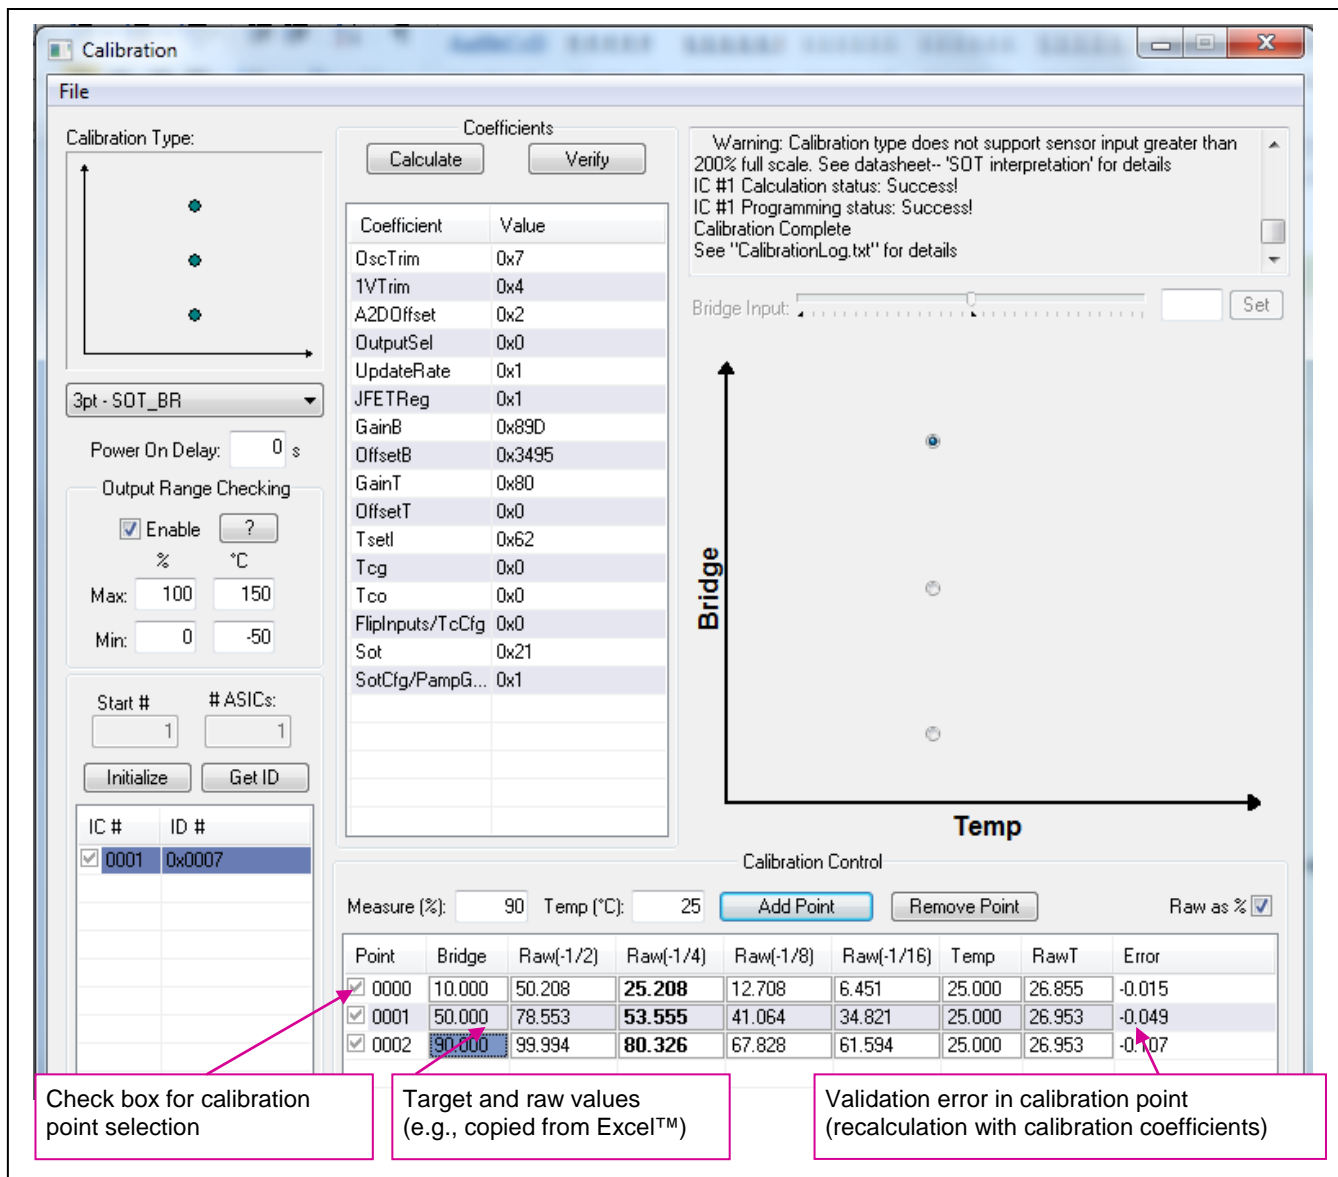 Calibration
File
Calibration Type:
3pt - SOT_BR
Power On Delay: 0 s
Output Range Checking
Enable ?
% °C
Max: 100 150
Min: 0 -50
Start # # ASICs:
1 1
Initialize Get ID
IC # ID #
0001 0x0007
Coefficients
Calculate Verify
Coefficient Value
OscTrim 0x7
1VTrim 0x4
A2DOffset 0x2
OutputSel 0x0
UpdateRate 0x1
JFETReg 0x1
GainB 0x89D
OffsetB 0x3495
GainT 0x80
OffsetT 0x0
Tsetl 0x62
Tcg 0x0
Tco 0x0
FlipInputs/TcCfg 0x0
Sot 0x21
SotCfg/PampG... 0x1
Warning: Calibration type does not support sensor input greater than
200% full scale. See datasheet-- 'SOT interpretation' for details
IC #1 Calculation status: Success!
IC #1 Programming status: Success!
Calibration Complete
See "CalibrationLog.txt" for details
Bridge Input: Set
Bridge
Temp
Calibration Control
Measure (%): 90 Temp (°C): 25 Add Point Remove Point Raw as %
Point Bridge Raw(-1/2) Raw(-1/4) Raw(-1/8) Raw(-1/16) Temp RawT Error
0000 10.000 50.208 25.208 12.708 6.451 25.000 26.855 -0.015
0001 50.000 78.553 53.555 41.064 34.821 25.000 26.953 -0.049
0002 90.000 99.994 80.326 67.828 61.594 25.000 26.953 -0.107
Check box for calibration
point selection
Target and raw values
(e.g., copied from Excel™)
Validation error in calibration point
(recalculation with calibration coefficients)